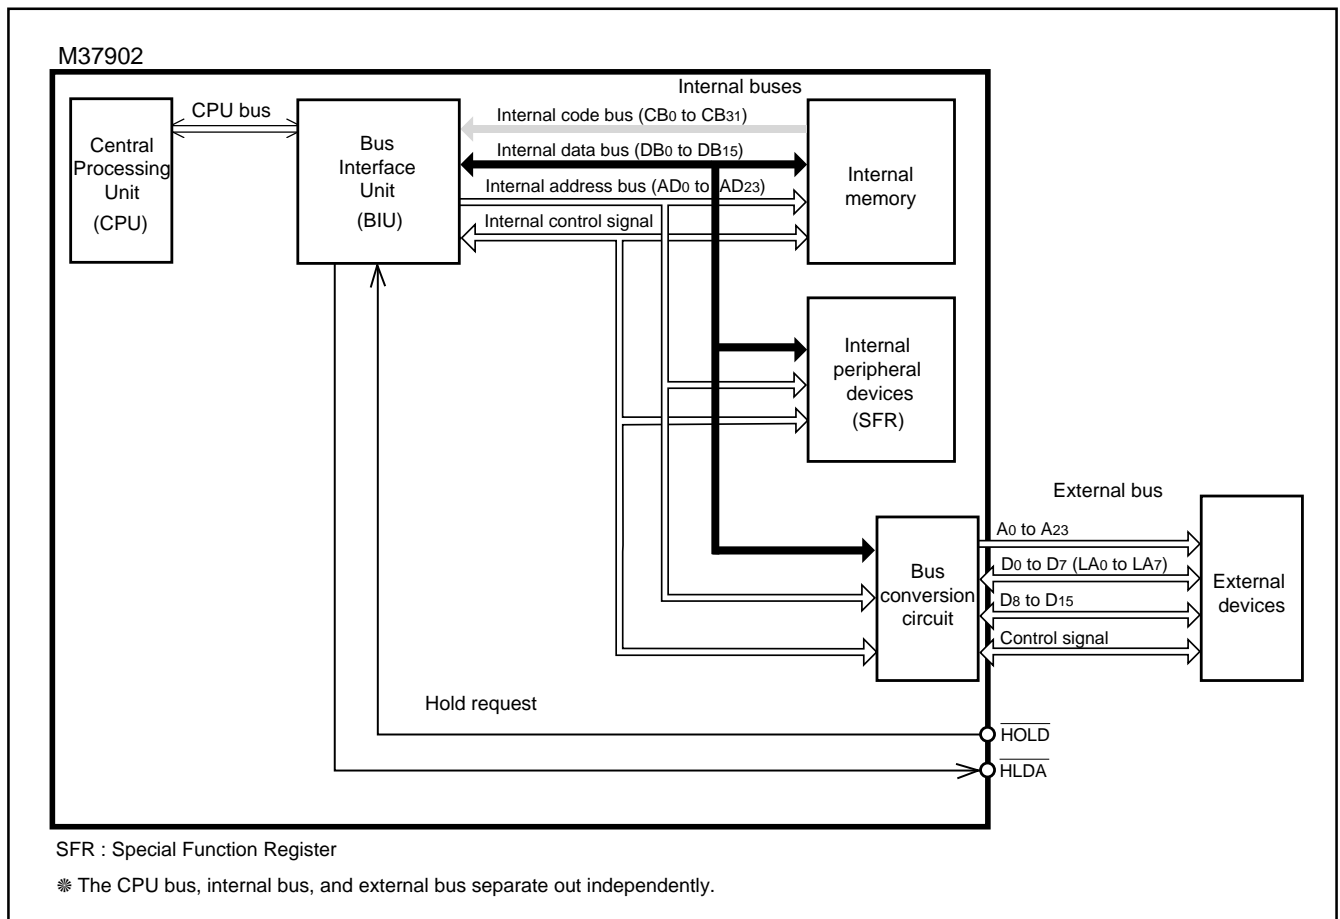 M37902
Internal buses
CPU bus
Internal code bus (CB0 to CB31)
Central
Processing
Unit
(CPU)
Bus
Interface
Unit
(BIU)
Internal data bus (DB0 to DB15)
Internal address bus (AD0 to AD23)
Internal control signal
Internal
memory
Internal
peripheral
devices
(SFR)
External bus
A0 to A23
D0 to D7 (LA0 to LA7)
D8 to D15
Control signal
Bus
conversion
circuit
External
devices
Hold request
HOLD
HLDA
SFR : Special Function Register
❊ The CPU bus, internal bus, and external bus separate out independently.